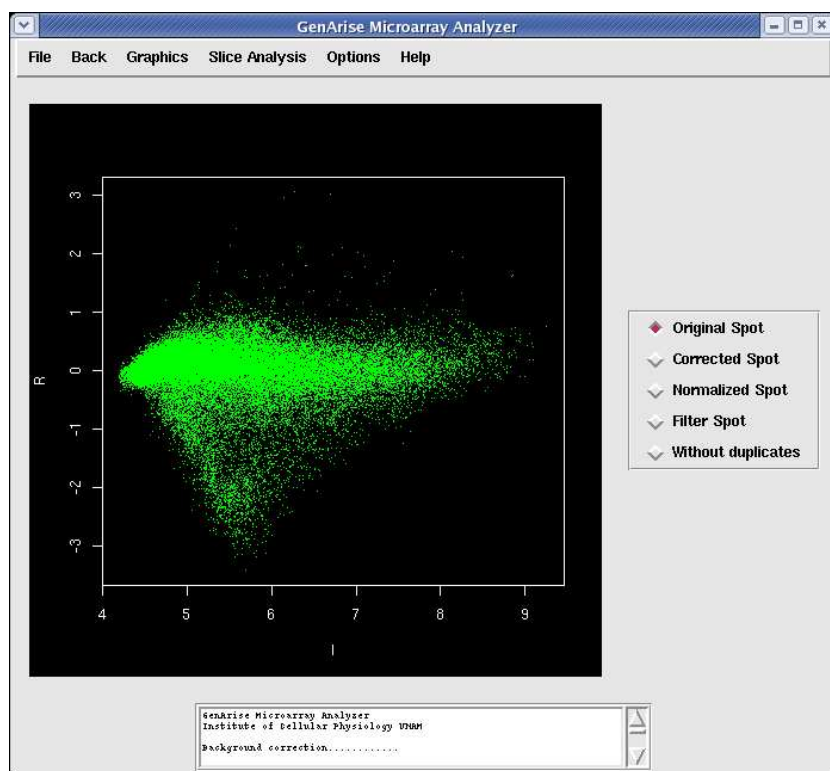 GenArise Microarray Analyzer
File Back Graphics Slice Analysis Options Help
3
2
1
0
-1
-2
-3
R
4 5 6 7 8 9
I
Original Spot
Corrected Spot
Normalized Spot
Filter Spot
Without duplicates
GenArise Microarray Analyzer
Institute of Cellular Physiology UNAM
Background correction............